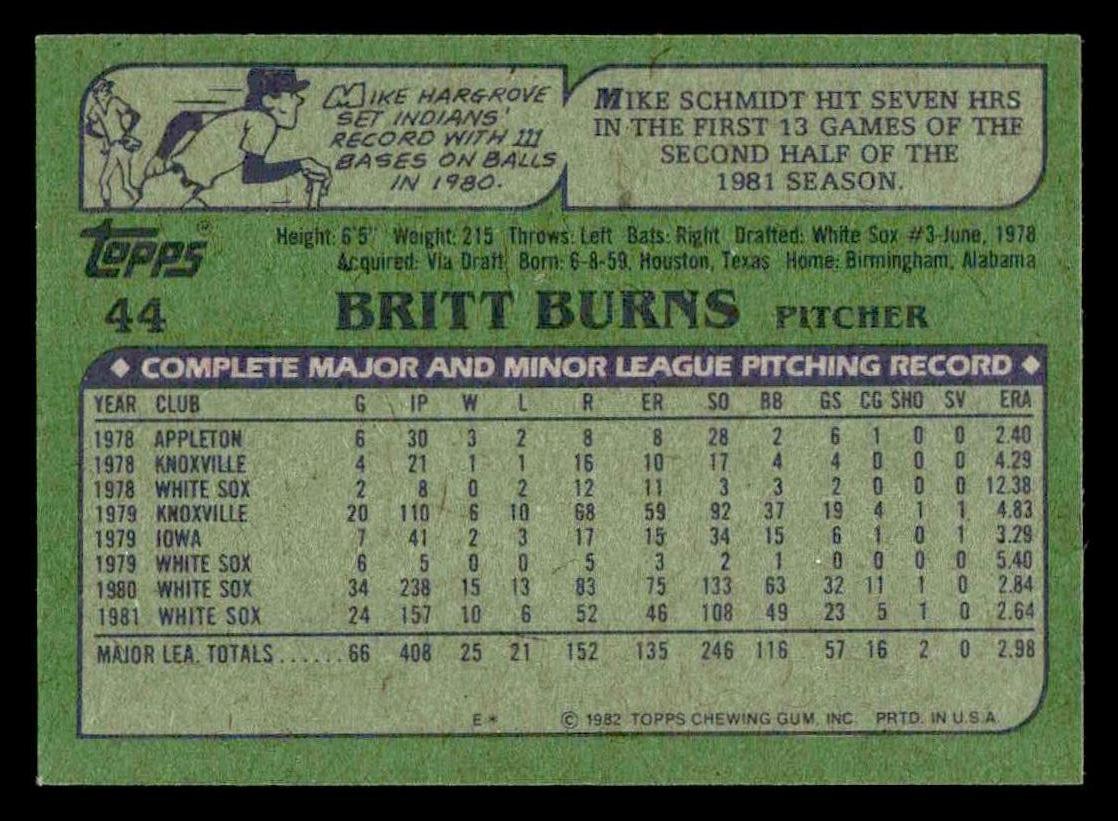 MIKE HARGROVE
SET INDIANS'
RECORD WITH 111
BASES ON BALLS
IN 1980.
MIKE SCHMIDT HIT SEVEN HRS
IN THE FIRST 13 GAMES OF THE
SECOND HALF OF THE
1981 SEASON.
Topps®
Height: 6'5" Weight: 215 Throws: Left Bats: Right Drafted: White Sox #3-June, 1978
Acquired: Via Draft Born: 6-8-59, Houston, Texas Home: Birmingham, Alabama
44 BRITT BURNS PITCHER
◆ COMPLETE MAJOR AND MINOR LEAGUE PITCHING RECORD ◆
YEAR CLUB G IP W L R ER SO BB GS CG SHO SV ERA
1978 APPLETON 6 30 3 2 8 8 28 2 6 1 0 0 2.40
1978 KNOXVILLE 4 21 1 1 16 10 17 4 4 0 0 0 4.29
1978 WHITE SOX 2 8 0 2 12 11 3 3 2 0 0 0 12.38
1979 KNOXVILLE 20 110 6 10 68 59 92 37 19 4 1 1 4.83
1979 IOWA 7 41 2 3 17 15 34 15 6 1 0 1 3.29
1979 WHITE SOX 6 5 0 0 5 3 2 1 0 0 0 0 5.40
1980 WHITE SOX 34 238 15 13 83 75 133 63 32 11 1 0 2.84
1981 WHITE SOX 24 157 10 6 52 46 108 49 23 5 1 0 2.64
MAJOR LEA. TOTALS......66 408 25 21 152 135 246 116 57 16 2 0 2.98
E* © 1982 TOPPS CHEWING GUM, INC. PRTD. IN U.S.A.